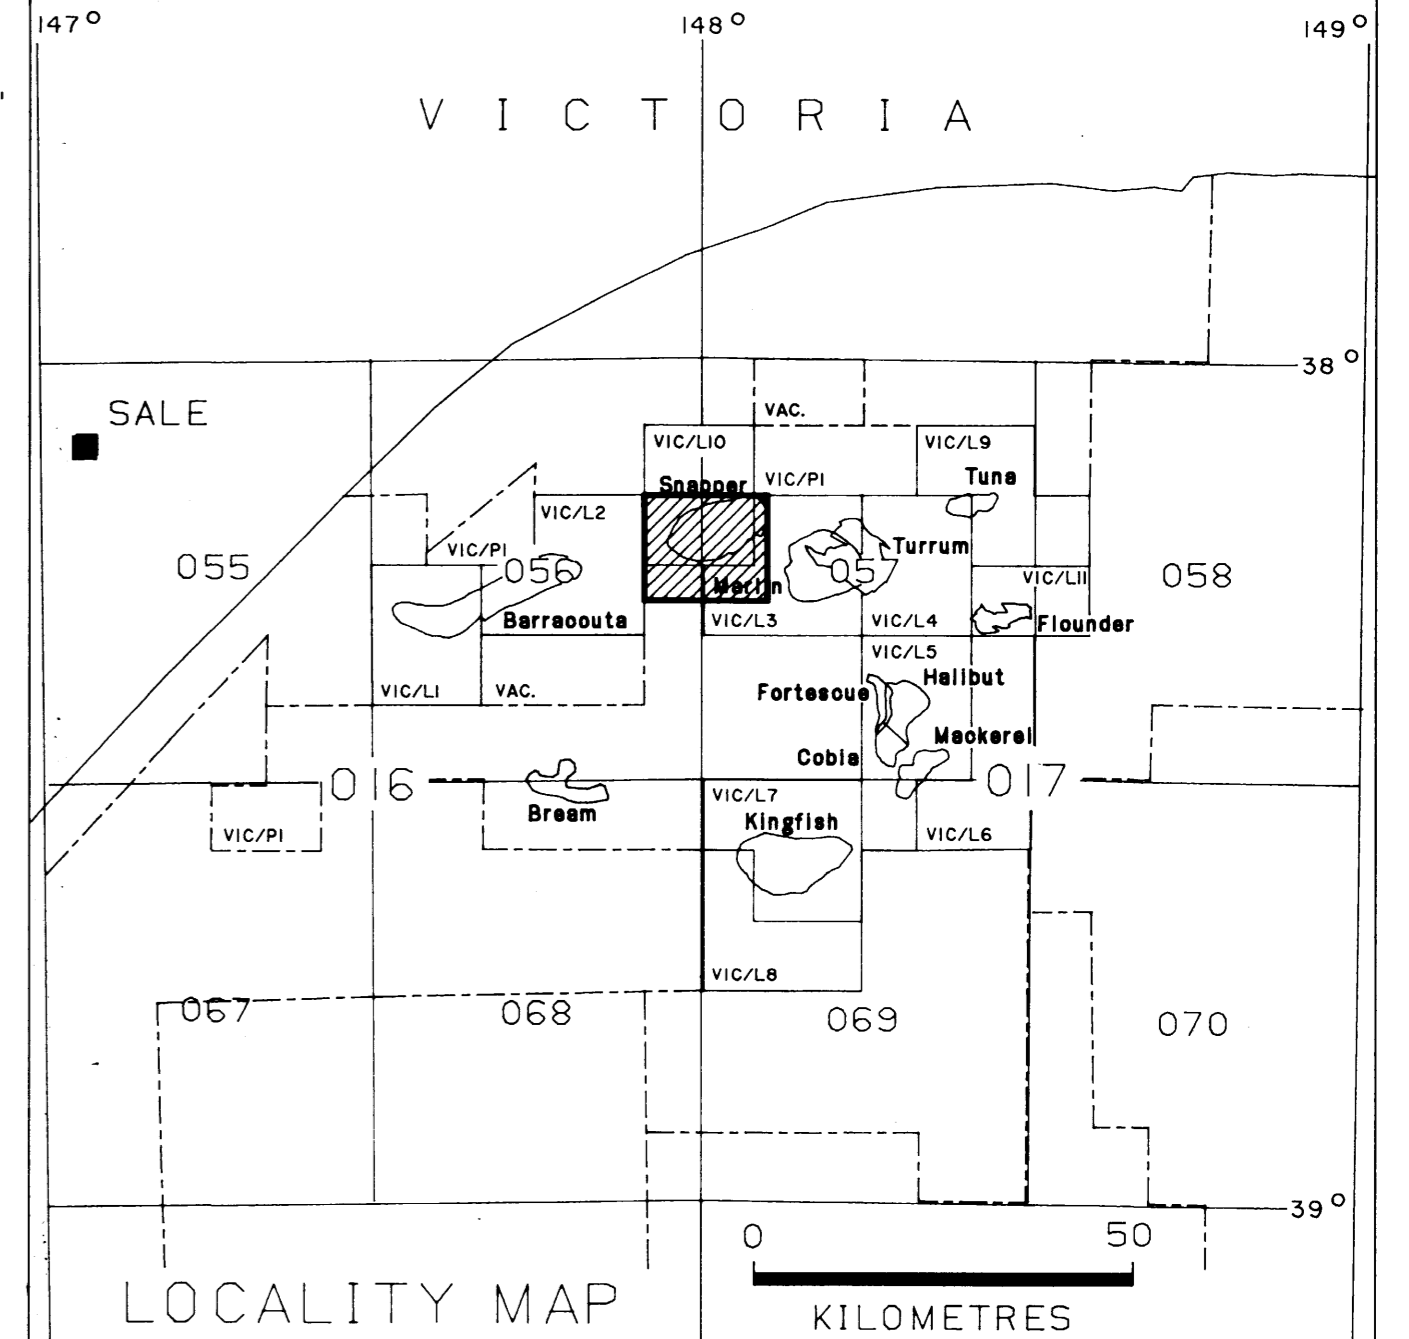 147° 148° 149°
VICTORIA
38°
SALE
VAC.
VIC/L10 VIC/L9
Snapper VIC/P1 Tuna
VIC/L2
VIC/P1 Turrum
055 056 05 VIC/L11 058
Marlin
Barracouta VIC/L3 VIC/L4 Flounder
VIC/L5
VIC/L1 VAC. Fortescue Halibut
Mackerel
Cobia
016 017
VIC/L7
Bream Kingfish
VIC/P1 VIC/L6
VIC/L8
067 068 069 070
39°
0 50
LOCALITY MAP
KILOMETRES